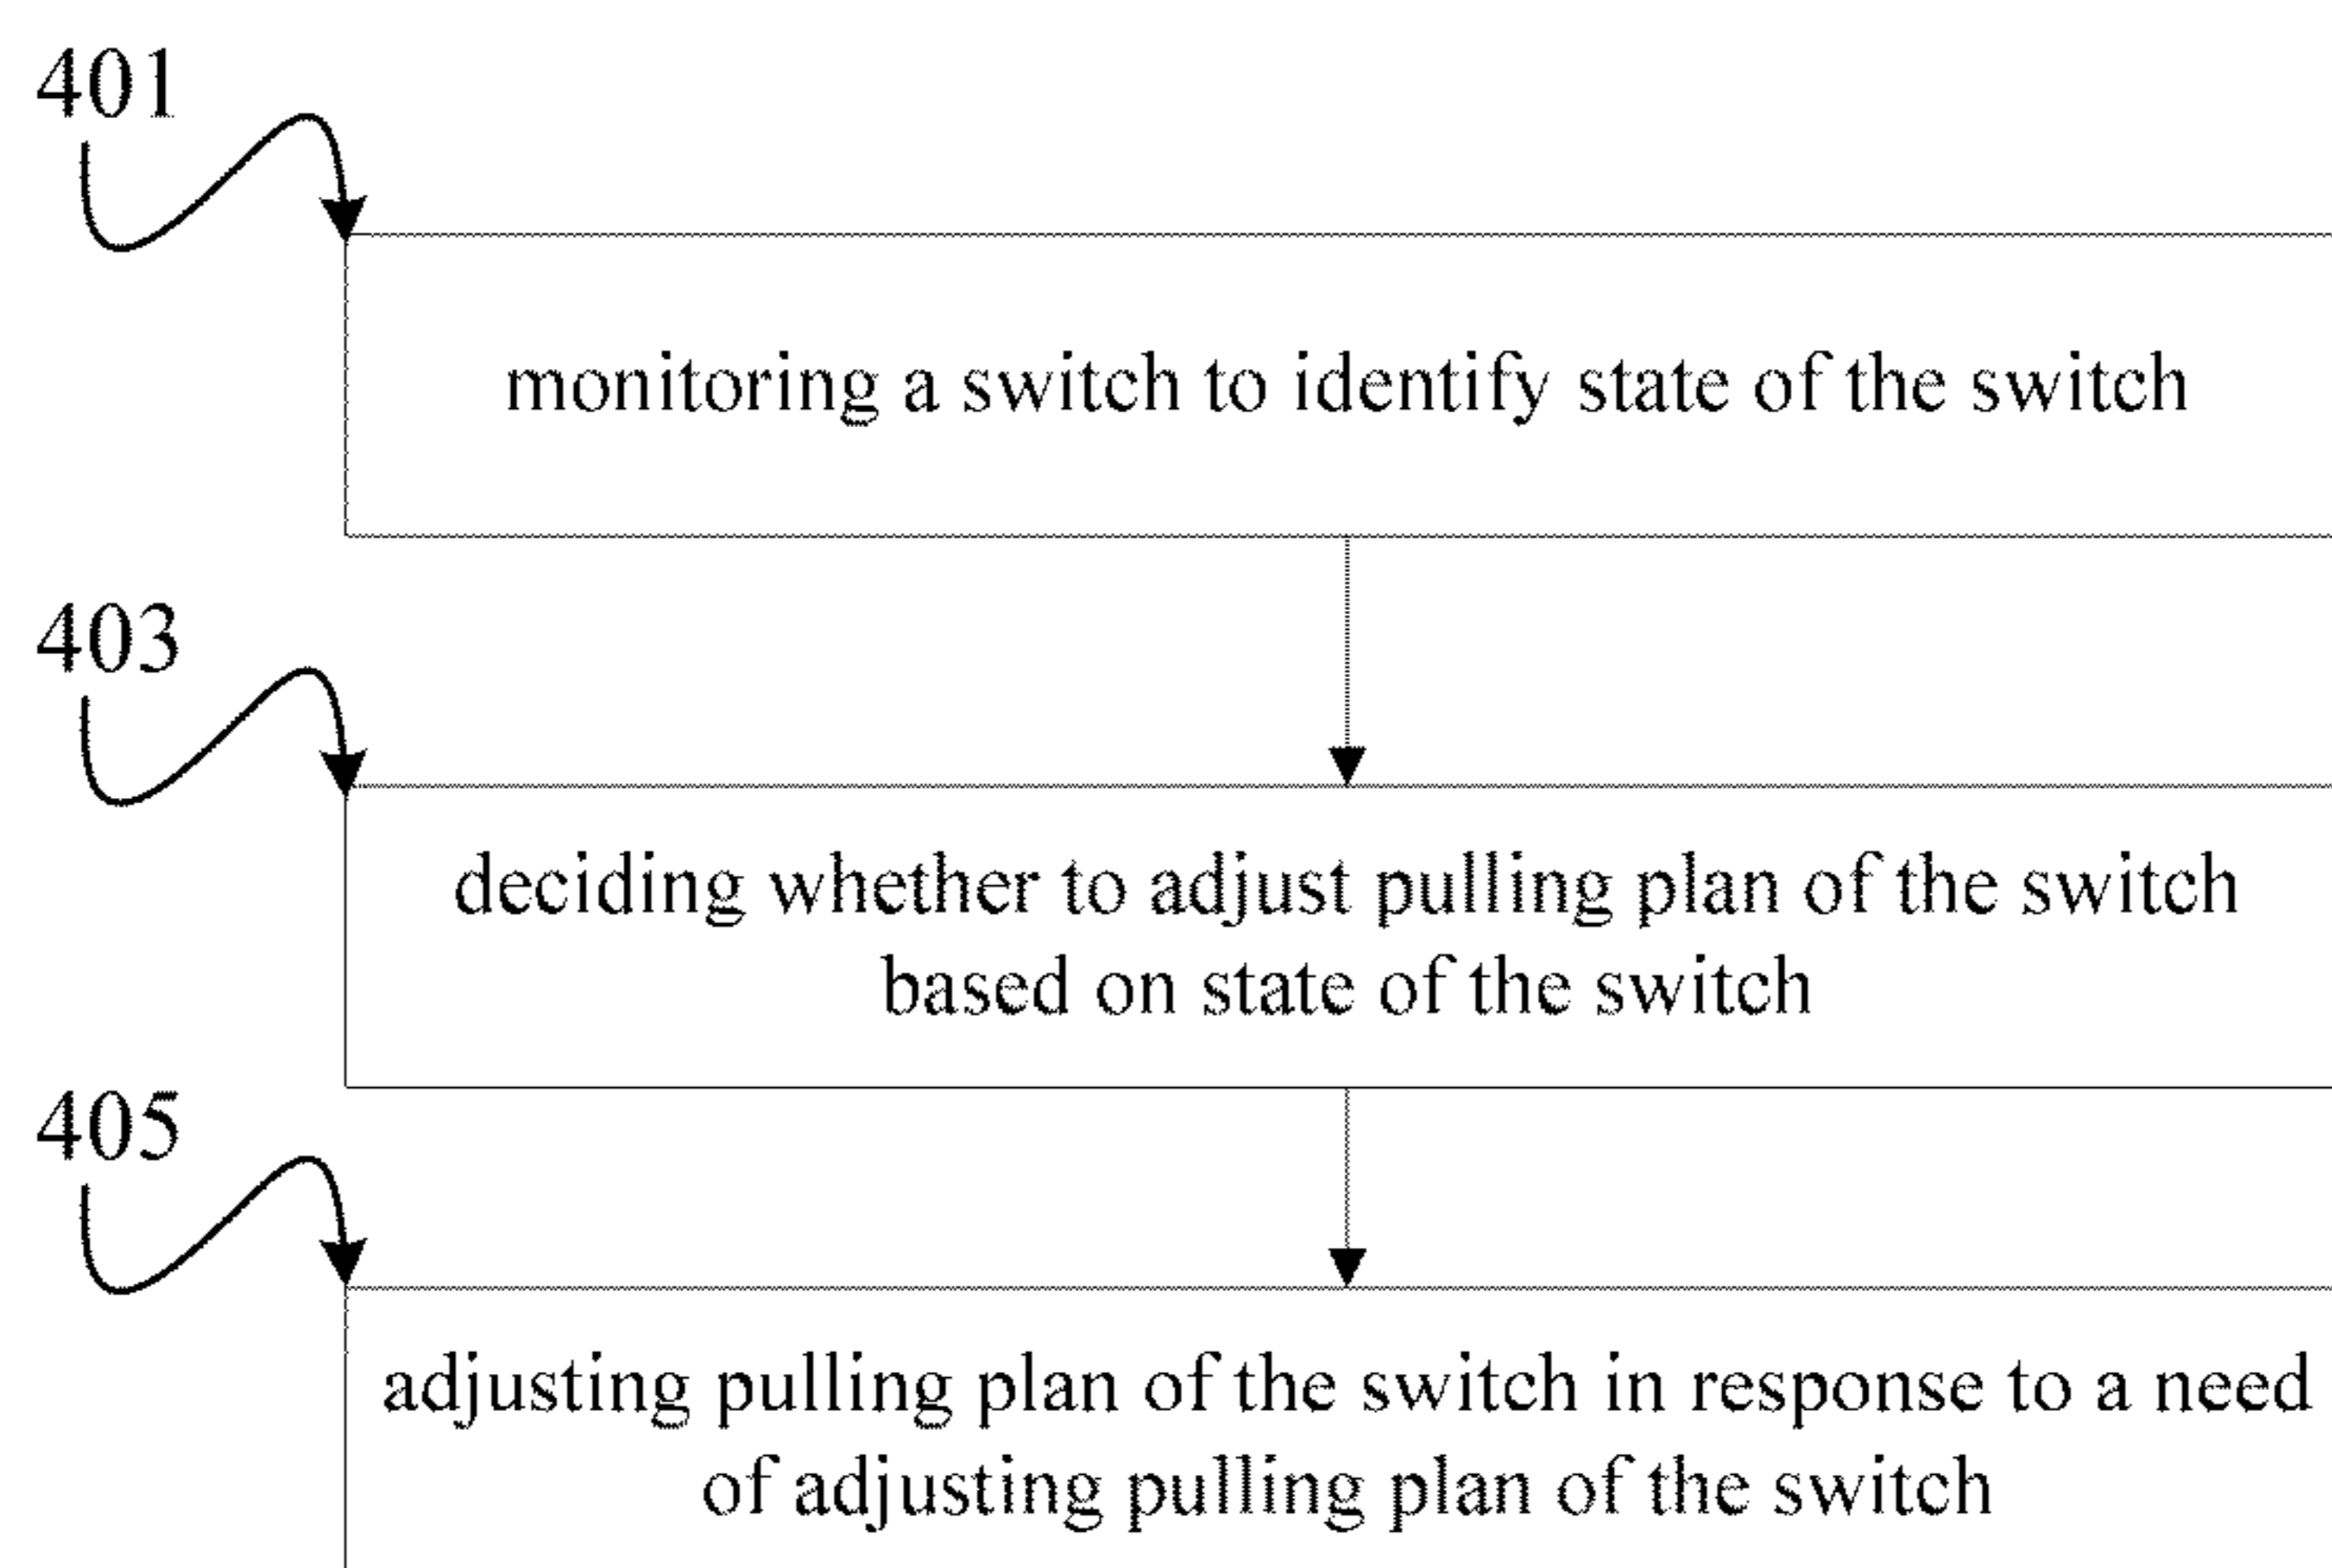 401
monitoring a switch to identify state of the switch
403
deciding whether to adjust pulling plan of the switch
based on state of the switch
405
adjusting pulling plan of the switch in response to a need
of adjusting pulling plan of the switch